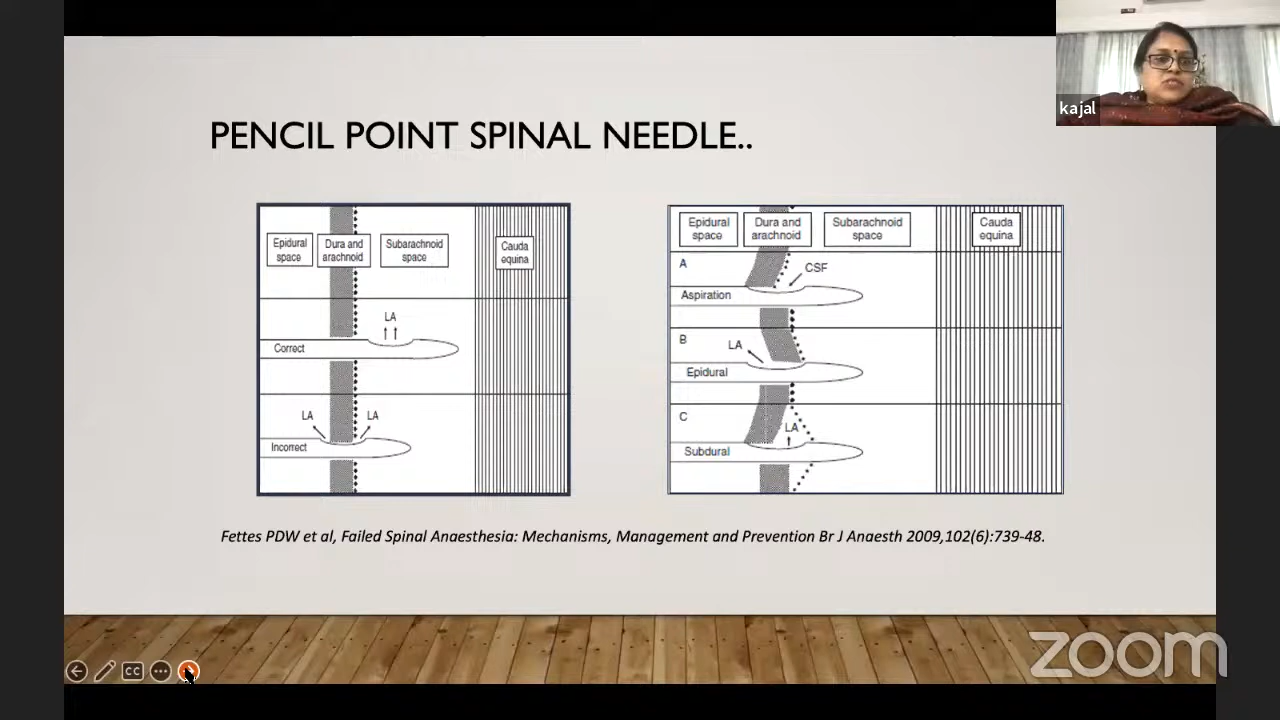 kajal
PENCIL POINT SPINAL NEEDLE..
Epidural
space
Dura and
arachnoid
Subarachnoid
space
Cauda
equina
LA
Correct
LA
LA
Incorrect
Epidural
space
Dura and
arachnoid
Subarachnoid
space
Cauda
equina
A
CSF
Aspiration
B
LA
Epidural
C
LA
Subdural
Fettes PDW et al, Failed Spinal Anaesthesia: Mechanisms, Management and Prevention Br J Anaesth 2009,102(6):739-48.
CC
zoom